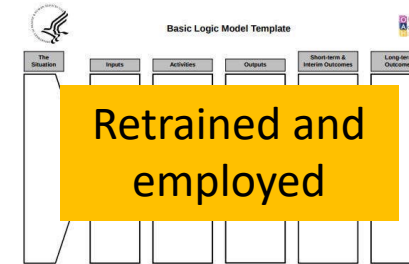 Basic Logic Model Template
The
Situation
Inputs
Activities
Outputs
Short-term &
Interim Outcomes
Retrained and
employed